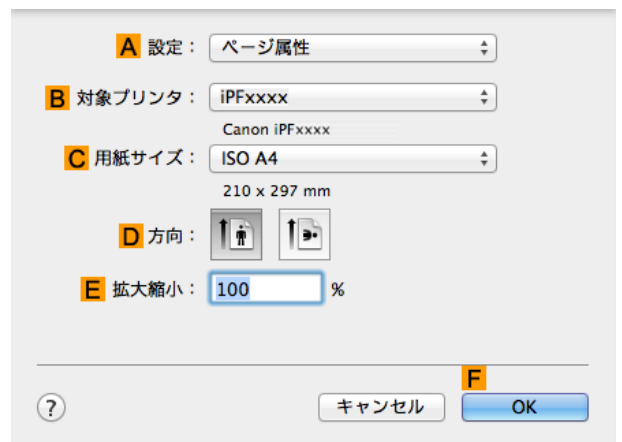 A 設定： ページ属性
B 対象プリンタ： iPFxxxx
Canon iPFxxxx
C 用紙サイズ： ISO A4
210 x 297 mm
D 方向：
E 拡大縮小： 100 %
F
? キャンセル OK